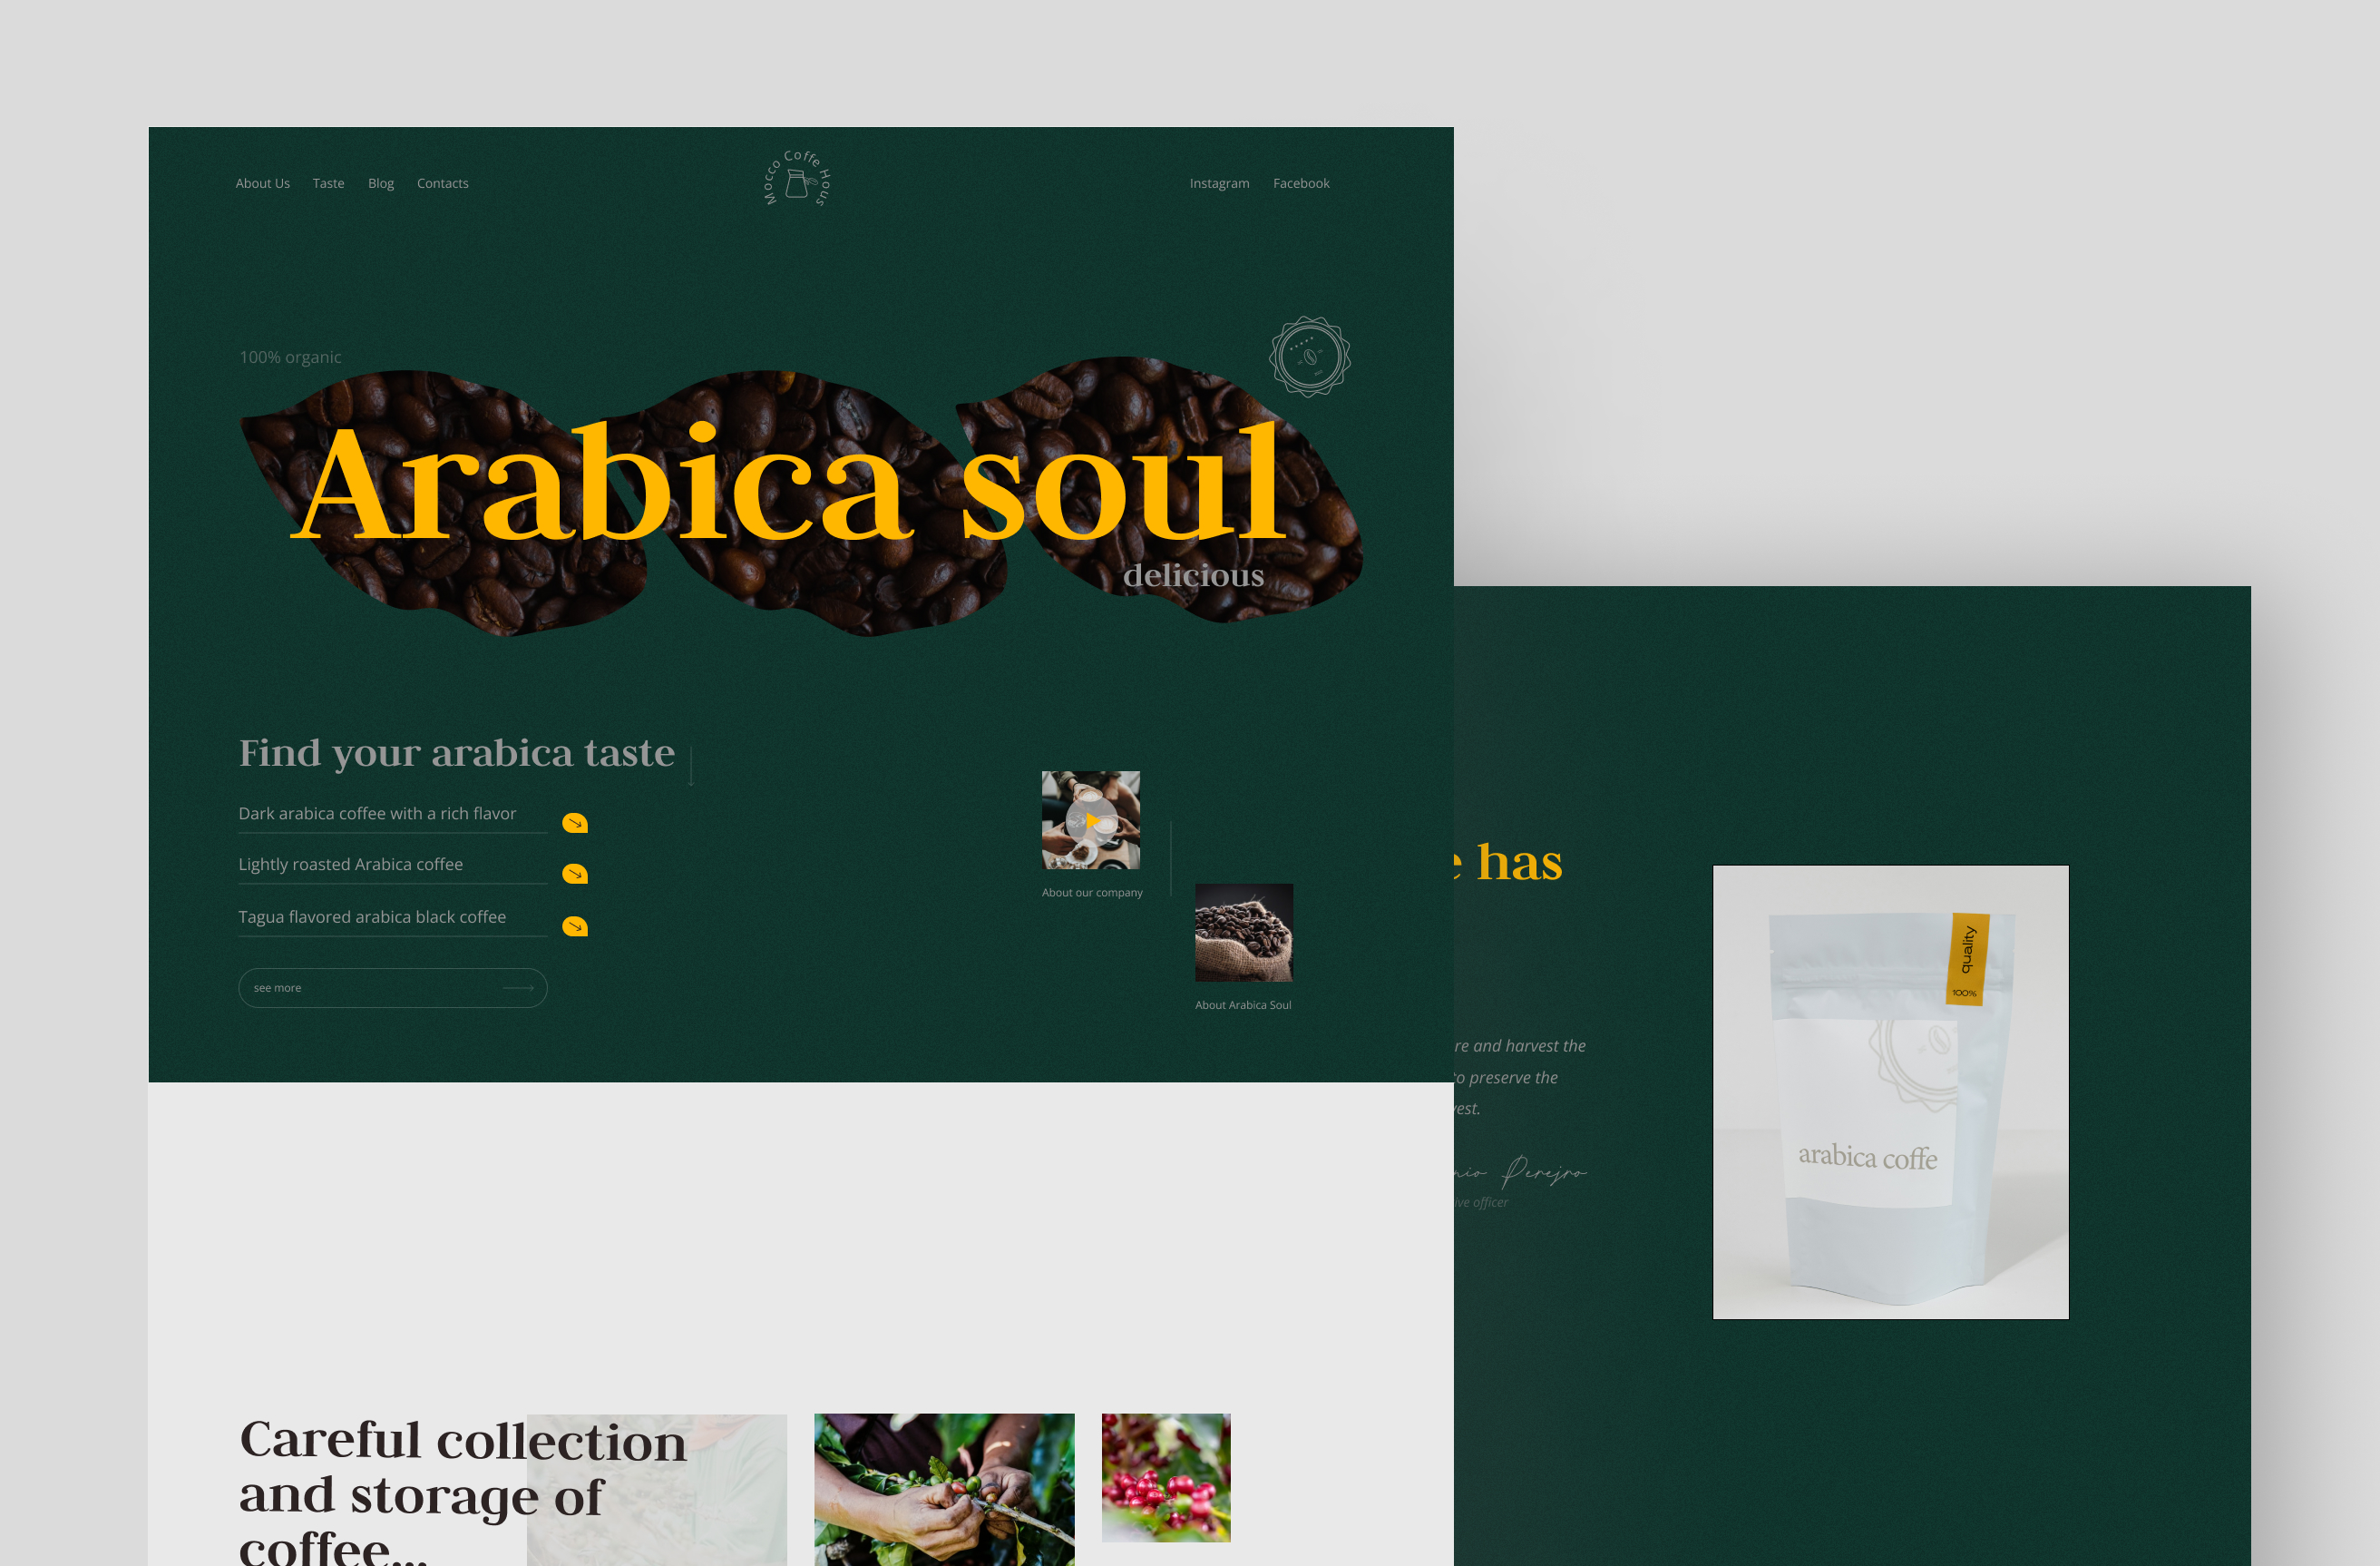 About Us Taste Blog Contacts
Mocco Coffe Hous
Instagram Facebook
100% organic
Arabica soul
delicious
Find your arabica taste
Dark arabica coffee with a rich flavor
Lightly roasted Arabica coffee
Tagua flavored arabica black coffee
see more
About our company
About Arabica Soul
Careful collection
and storage of
coffee...
has
re and harvest the
to preserve the
vest.
nio Perejro
ive officer
quality
100%
arabica coffe